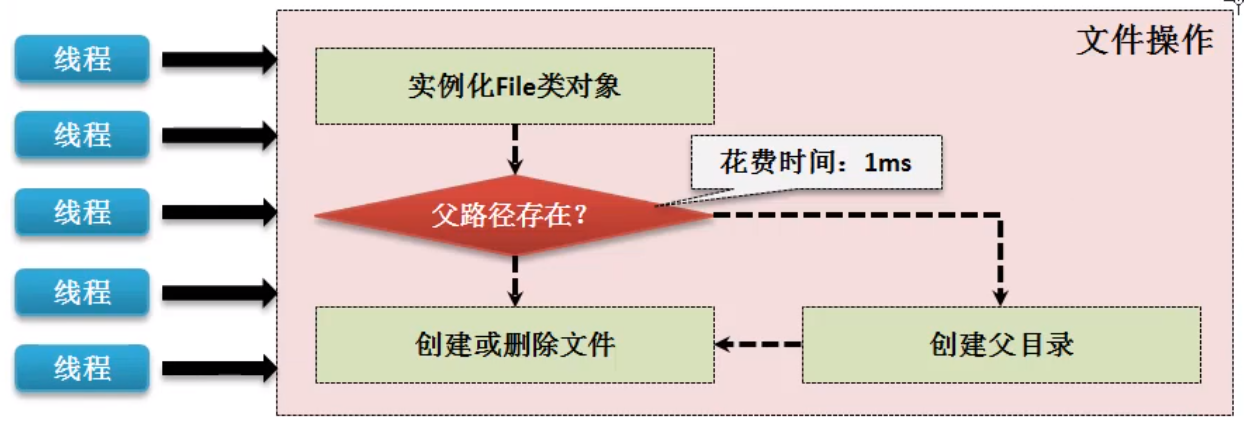 文件操作
线程
线程
线程
线程
线程
实例化File类对象
花费时间：1ms
父路径存在？
创建或删除文件
创建父目录